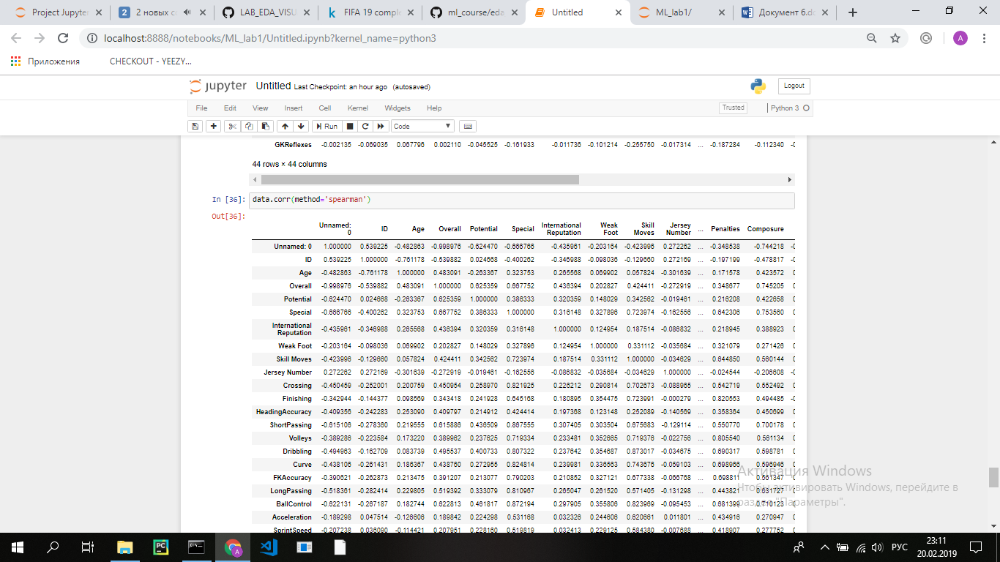 Project Jupyter
2 новых с
LAB_EDA_VISU
FIFA 19 comple
ml_course/eda
Untitled
ML_lab1/
Документ 6.do
localhost:8888/notebooks/ML_lab1/Untitled.ipynb?kernel_name=python3
A
Приложения CHECKOUT - YEEZY...
jupyter Untitled Last Checkpoint: an hour ago (autosaved) Logout
File Edit View Insert Cell Kernel Widgets Help Trusted Python 3
Run Code
GKReflexes -0.002135 -0.069035 0.067796 0.002110 -0.045525 -0.161933 -0.011736 -0.101214 -0.255750 -0.017314 ... -0.187284 -0.112340 -0
44 rows × 44 columns
In [36]: data.corr(method='spearman')
Out[36]:
Unnamed: 0 ID Age Overall Potential Special International Reputation Weak Foot Skill Moves Jersey Number ... Penalties Composure
Unnamed: 0 1.000000 0.539225 -0.482863 -0.998976 -0.624470 -0.666766 -0.435961 -0.203164 -0.423996 0.272262 ... -0.348538 -0.744218 -0
ID 0.539225 1.000000 -0.761178 -0.539882 0.024668 -0.400262 -0.346988 -0.098036 -0.129660 0.272169 ... -0.197199 -0.478817 -0
Age -0.482863 -0.761178 1.000000 0.483091 -0.263367 0.323753 0.265568 0.069902 0.057824 -0.301639 ... 0.171578 0.423572 0
Overall -0.998976 -0.539882 0.483091 1.000000 0.625359 0.667752 0.436394 0.202827 0.424411 -0.272919 ... 0.348677 0.745205 0
Potential -0.624470 0.024668 -0.263367 0.625359 1.000000 0.386333 0.320359 0.148029 0.342562 -0.019461 ... 0.216208 0.422658 0
Special -0.666766 -0.400262 0.323753 0.667752 0.386333 1.000000 0.316148 0.327896 0.723974 -0.162556 ... 0.642306 0.753560 0
International Reputation -0.435961 -0.346988 0.265568 0.436394 0.320359 0.316148 1.000000 0.124954 0.187514 -0.086832 ... 0.218945 0.388923 0
Weak Foot -0.203164 -0.098036 0.069902 0.202827 0.148029 0.327896 0.124954 1.000000 0.331112 -0.035684 ... 0.321079 0.271426 0
Skill Moves -0.423996 -0.129660 0.057824 0.424411 0.342562 0.723974 0.187514 0.331112 1.000000 -0.034629 ... 0.644850 0.560144 0
Jersey Number 0.272262 0.272169 -0.301639 -0.272919 -0.019461 -0.162556 -0.086832 -0.035684 -0.034629 1.000000 ... -0.024544 -0.206608 -0
Crossing -0.450459 -0.252001 0.200759 0.450954 0.258970 0.821925 0.226212 0.290814 0.702673 -0.088965 ... 0.542719 0.552492 0
Finishing -0.342944 -0.144377 0.098569 0.343418 0.241928 0.645168 0.180895 0.354475 0.723991 -0.000279 ... 0.820553 0.494485 -0
HeadingAccuracy -0.409356 -0.242283 0.253090 0.409797 0.214912 0.424414 0.197368 0.123148 0.252089 -0.140569 ... 0.358364 0.450699 0
ShortPassing -0.615106 -0.278360 0.219555 0.615886 0.436509 0.867555 0.307405 0.303504 0.675683 -0.129114 ... 0.550770 0.700178 0
Volleys -0.389286 -0.223584 0.173220 0.389962 0.237625 0.719334 0.233481 0.352665 0.719376 -0.022756 ... 0.805540 0.561134 0
Dribbling -0.494963 -0.162709 0.083739 0.495537 0.400733 0.807322 0.237642 0.354687 0.873017 -0.034675 ... 0.690317 0.598781 0
Curve -0.438106 -0.261431 0.186367 0.438760 0.272955 0.824814 0.239981 0.336563 0.743676 -0.059103 ... 0.698966 0.596946 0
FKAccuracy -0.390621 -0.262873 0.213475 0.391207 0.213077 0.790203 0.210852 0.327121 0.677338 -0.066768 ... 0.698811 0.561347 0
LongPassing -0.518361 -0.282414 0.229805 0.519392 0.333079 0.810967 0.265047 0.261520 0.571405 -0.131298 ... 0.443821 0.631727 0
BallControl -0.622131 -0.267187 0.182744 0.622813 0.461817 0.872194 0.297905 0.355806 0.823969 -0.095453 ... 0.681399 0.710123 0
Acceleration -0.189298 0.047514 -0.126606 0.189842 0.224298 0.531168 0.032326 0.244606 0.620661 0.011801 ... 0.434916 0.270947 0
SprintSpeed -0.207238 0.036090 -0.114421 0.207951 0.228160 0.519819 0.032413 0.229125 0.584380 -0.007688 ... 0.418907 0.277752 0
Активация Windows
Чтобы активировать Windows, перейдите в
раздел "Параметры".
РУС
23:11
20.02.2019